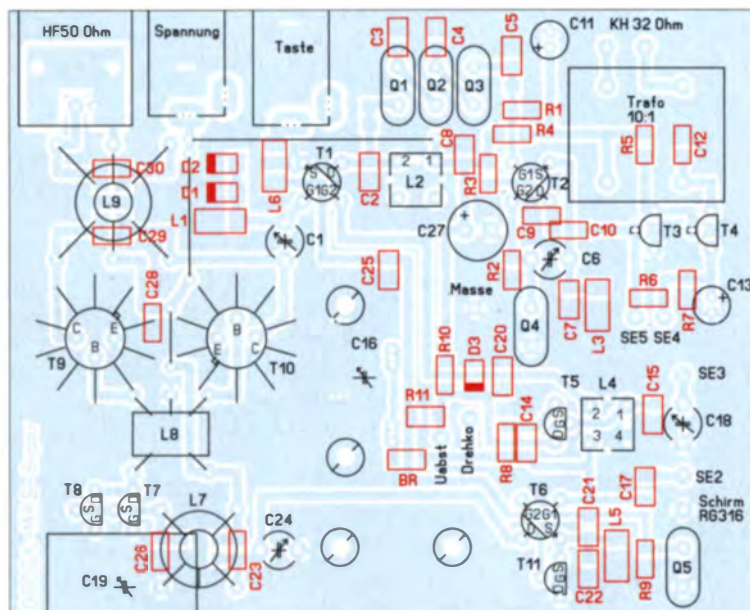 HF50 Ohm
Spannung
Taste
C3
C4
C5
C11
KH 32 Ohm
Q1
Q2
Q3
R1
R4
Trafo
10:1
R5
C12
C30
L9
C29
D2
D1
L1
L6
T1
S D
G1G2
C2
2 1
L2
C8
R3
G1S
G2D
T2
C1
C27
C9
C10
T3
T4
C25
R2
C6
Masse
C28
C
B
E
T9
B
E
C
T10
C16
Q4
C7
L3
R6
R7
C13
SE5
SE4
R10
D3
C20
SE3
T5
L4
C15
DGS
2 1
3 4
C18
R11
C14
R8
L8
BR
Uabst
Drehko
SE2
C17
T8
T7
SG
SG
L7
C24
T6
G2G1
D S
C21
L5
Schirm
RG316
C19
C26
C23
T11
DGS
C22
R9
Q5